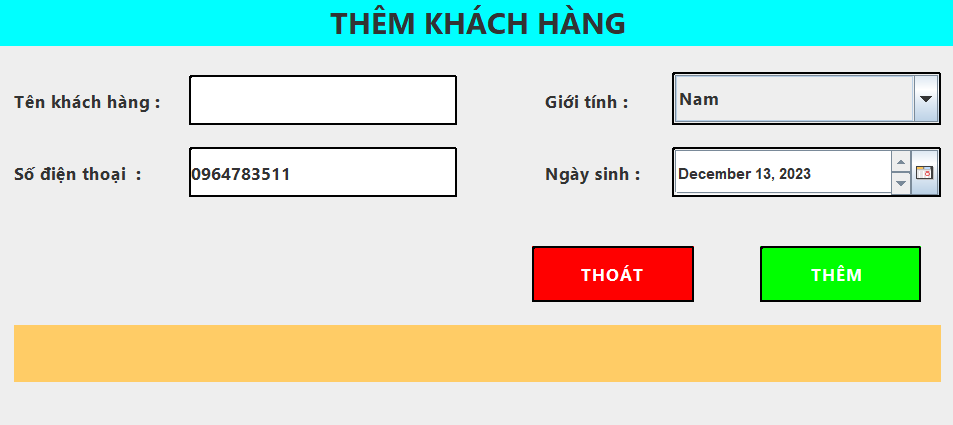 THÊM KHÁCH HÀNG
Tên khách hàng :
Giới tính : Nam
Số điện thoại : 0964783511
Ngày sinh : December 13, 2023
THOÁT THÊM